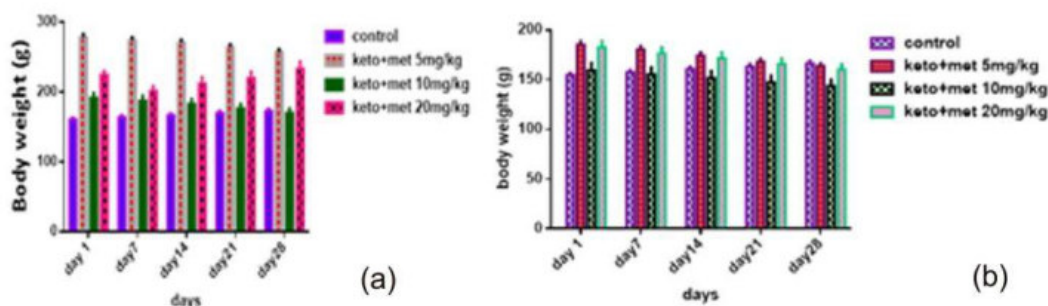 300
200
100
0
Body weight (g)
day 1
day7
day14
day21
day28
days
control
keto+met 5mg/kg
keto+met 10mg/kg
keto+met 20mg/kg
(a)
200
150
100
50
0
body weight (g)
day 1
day7
day14
day21
day28
days
control
keto+met 5mg/kg
keto+met 10mg/kg
keto+met 20mg/kg
(b)